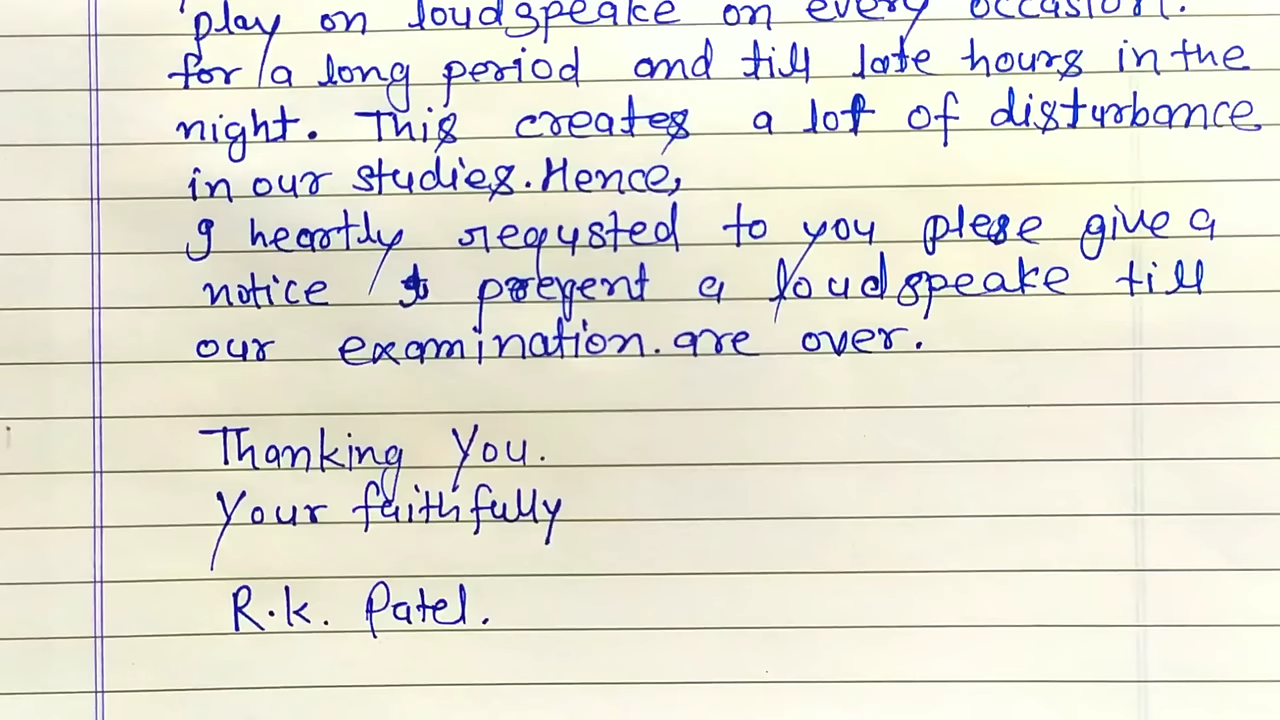 play on loudspeake on every occasion.
for a long period and till late hours in the
night. This creates a lot of disturbance
in our studies. Hence,
I heartly requsted to you plese give a
notice to prevent a loudspeake till
our examination. are over.
Thanking You.
Your faithfully
R.k. Patel.